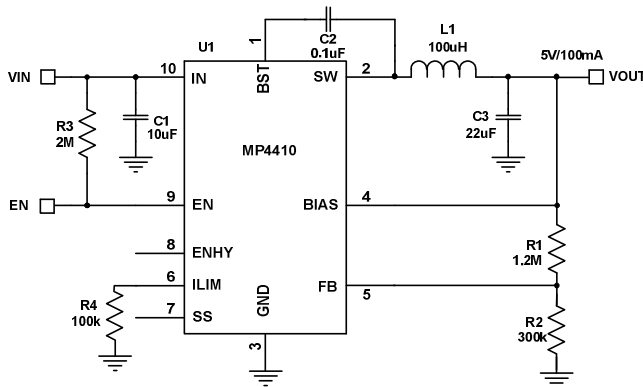 1
C2
0.1uF
L1
100uH
U1
VIN
10
IN
BST
SW
2
5V/100mA
VOUT
R3
2M
C1
10uF
C3
22uF
MP4410
EN
9
EN
BIAS
4
8
ENHY
R1
1.2M
6
ILIM
FB
5
R4
100k
7
SS
GND
3
R2
300k